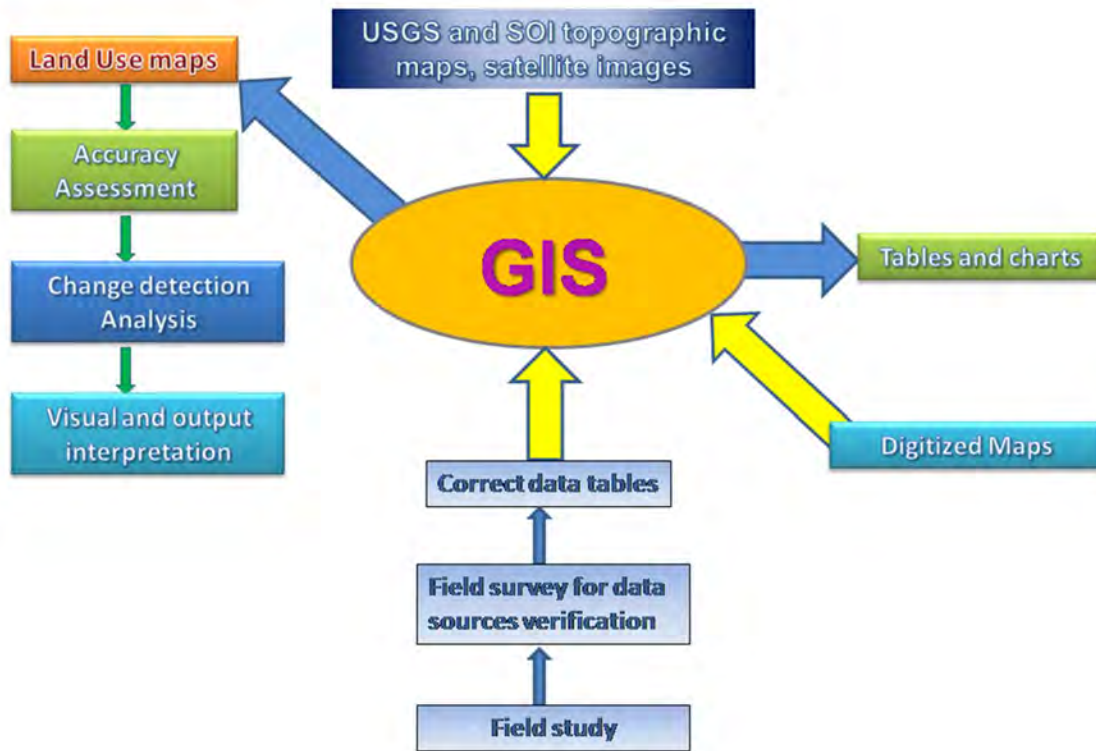 USGS and SOI topographic
maps, satellite images
Land Use maps
Accuracy
Assessment
Change detection
Analysis
Visual and output
interpretation
GIS
Tables and charts
Digitized Maps
Correct data tables
Field survey for data
sources verification
Field study